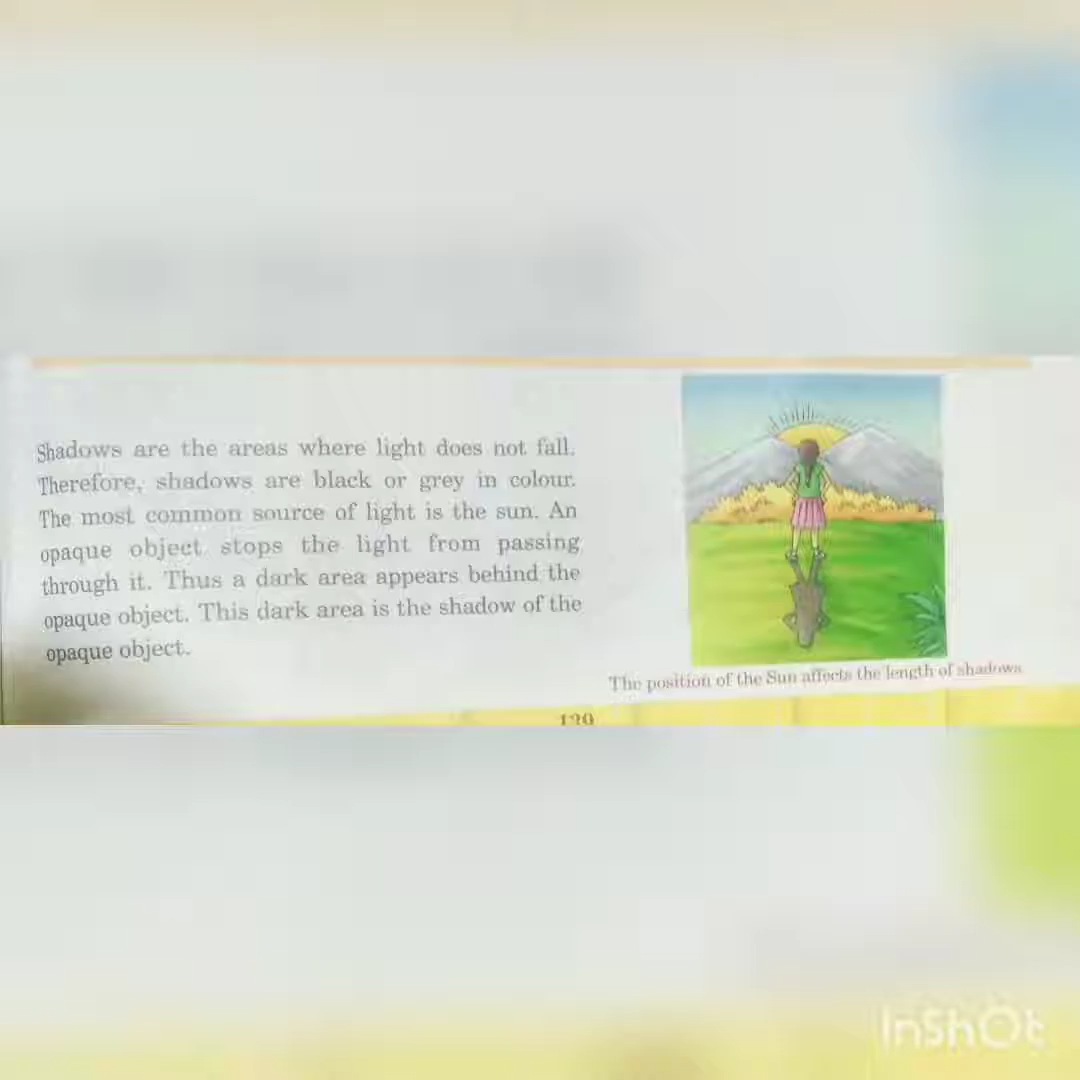 Shadows are the areas where light does not fall.
Therefore, shadows are black or grey in colour.
The most common source of light is the sun. An
opaque object stops the light from passing
through it. Thus a dark area appears behind the
opaque object. This dark area is the shadow of the
opaque object.
The position of the Sun affects the length of shadows
InShOt